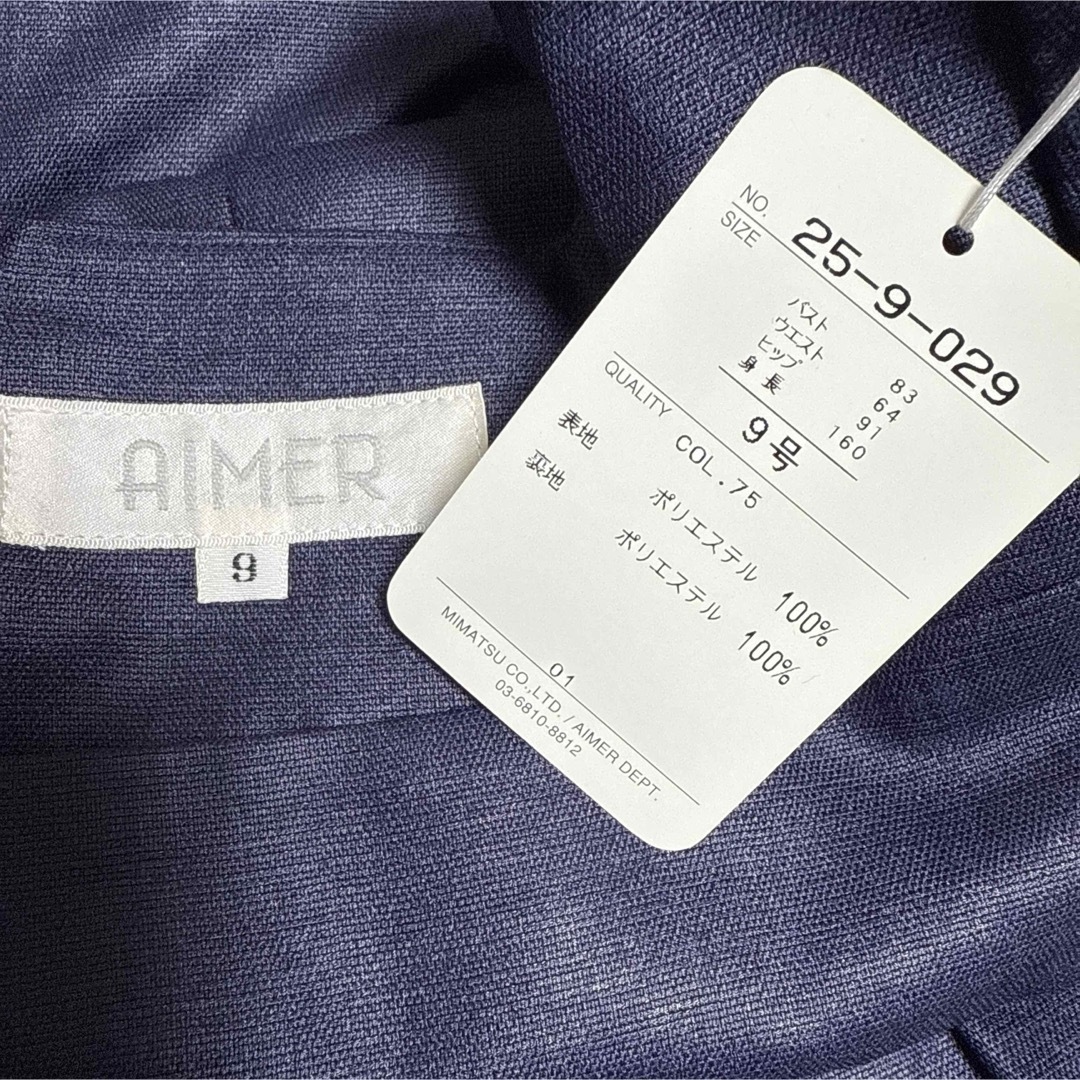 AIMER
9
NO. 25-9-029
SIZE
バスト 83
ウエスト 64
ヒップ 91
身長 160
9号
QUALITY COL.75
表地 ポリエステル 100%
裏地 ポリエステル 100%
01
MIMATSU CO.,LTD. / AIMER DEPT.
03-6810-8812